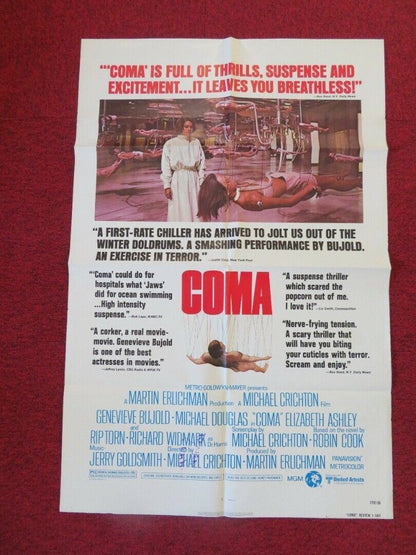 "'COMA' IS FULL OF THRILLS, SUSPENSE AND
EXCITEMENT...IT LEAVES YOU BREATHLESS!"
"A FIRST-RATE CHILLER HAS ARRIVED TO JOLT US OUT OF THE
WINTER DOLDRUMS. A SMASHING PERFORMANCE BY BUJOLD.
AN EXERCISE IN TERROR."
"'Coma' could do for
hospitals what 'Jaws'
did for ocean swimming
...High intensity
suspense."
"A corker, a real movie-
movie. Genevieve Bujold
is one of the best
actresses in movies."
COMA
"A suspense thriller
which scared the
popcorn out of me.
I love it!"
"Nerve-frying tension.
A scary thriller that
will have you biting
your cuticles with terror.
Scream and enjoy."
METRO-GOLDWYN-MAYER presents
A MARTIN ERLICHMAN Production A MICHAEL CRICHTON Film
GENEVIEVE BUJOLD · MICHAEL DOUGLAS "COMA" ELIZABETH ASHLEY
RIP TORN and RICHARD WIDMARK Screenplay by MICHAEL CRICHTON Based on the novel by ROBIN COOK
Music JERRY GOLDSMITH Directed by MICHAEL CRICHTON Produced by MARTIN ERLICHMAN PANAVISION METROCOLOR
PG
MGM United Artists